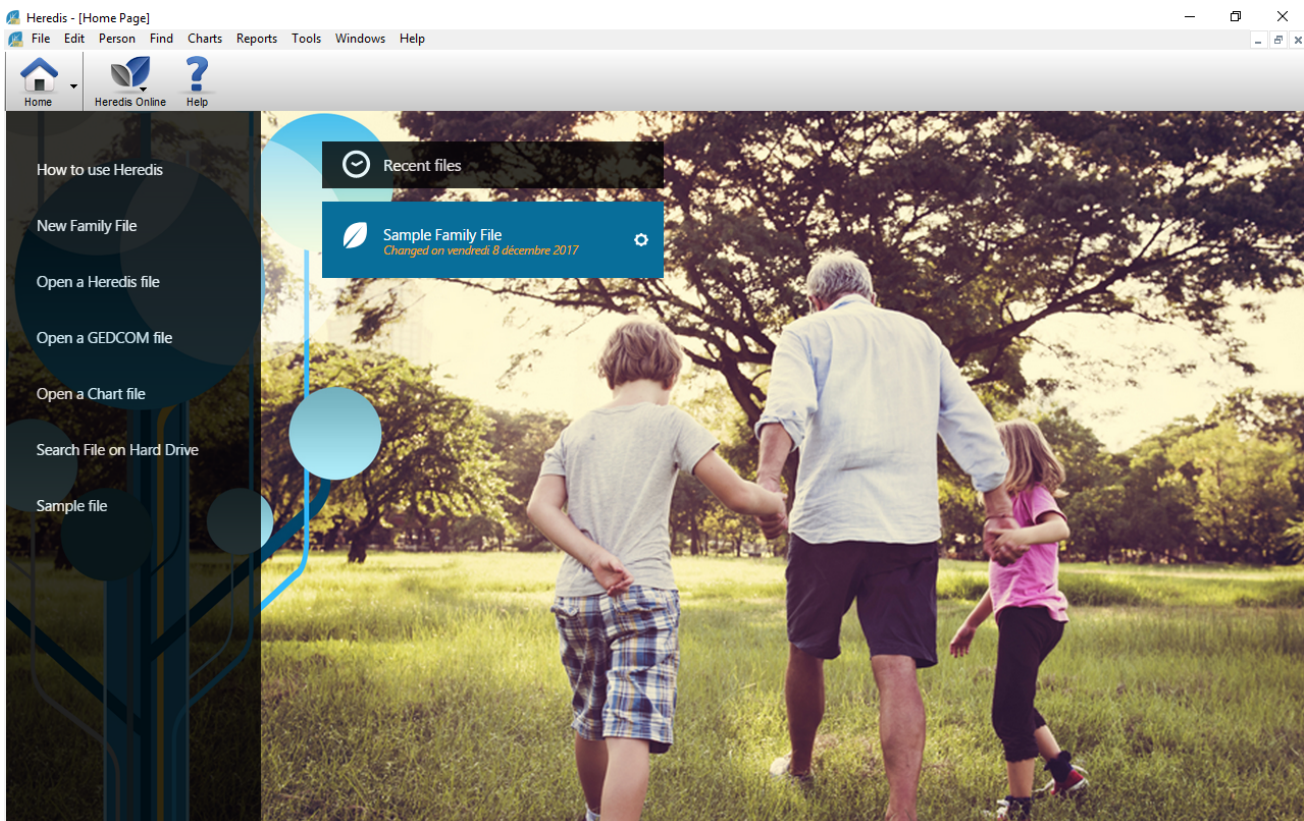 Heredis - [Home Page]
File Edit Person Find Charts Reports Tools Windows Help
Home Heredis Online Help
How to use Heredis
New Family File
Open a Heredis file
Open a GEDCOM file
Open a Chart file
Search File on Hard Drive
Sample file
Recent files
Sample Family File
Changed on vendredi 8 décembre 2017